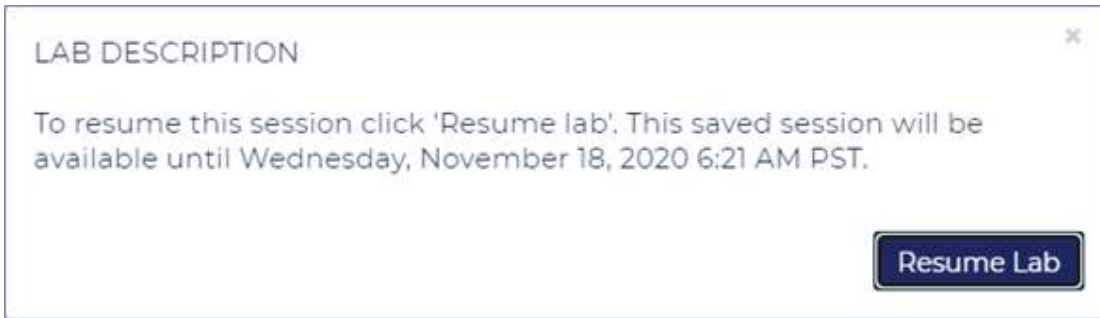 LAB DESCRIPTION
To resume this session click 'Resume lab'. This saved session will be
available until Wednesday, November 18, 2020 6:21 AM PST.
Resume Lab